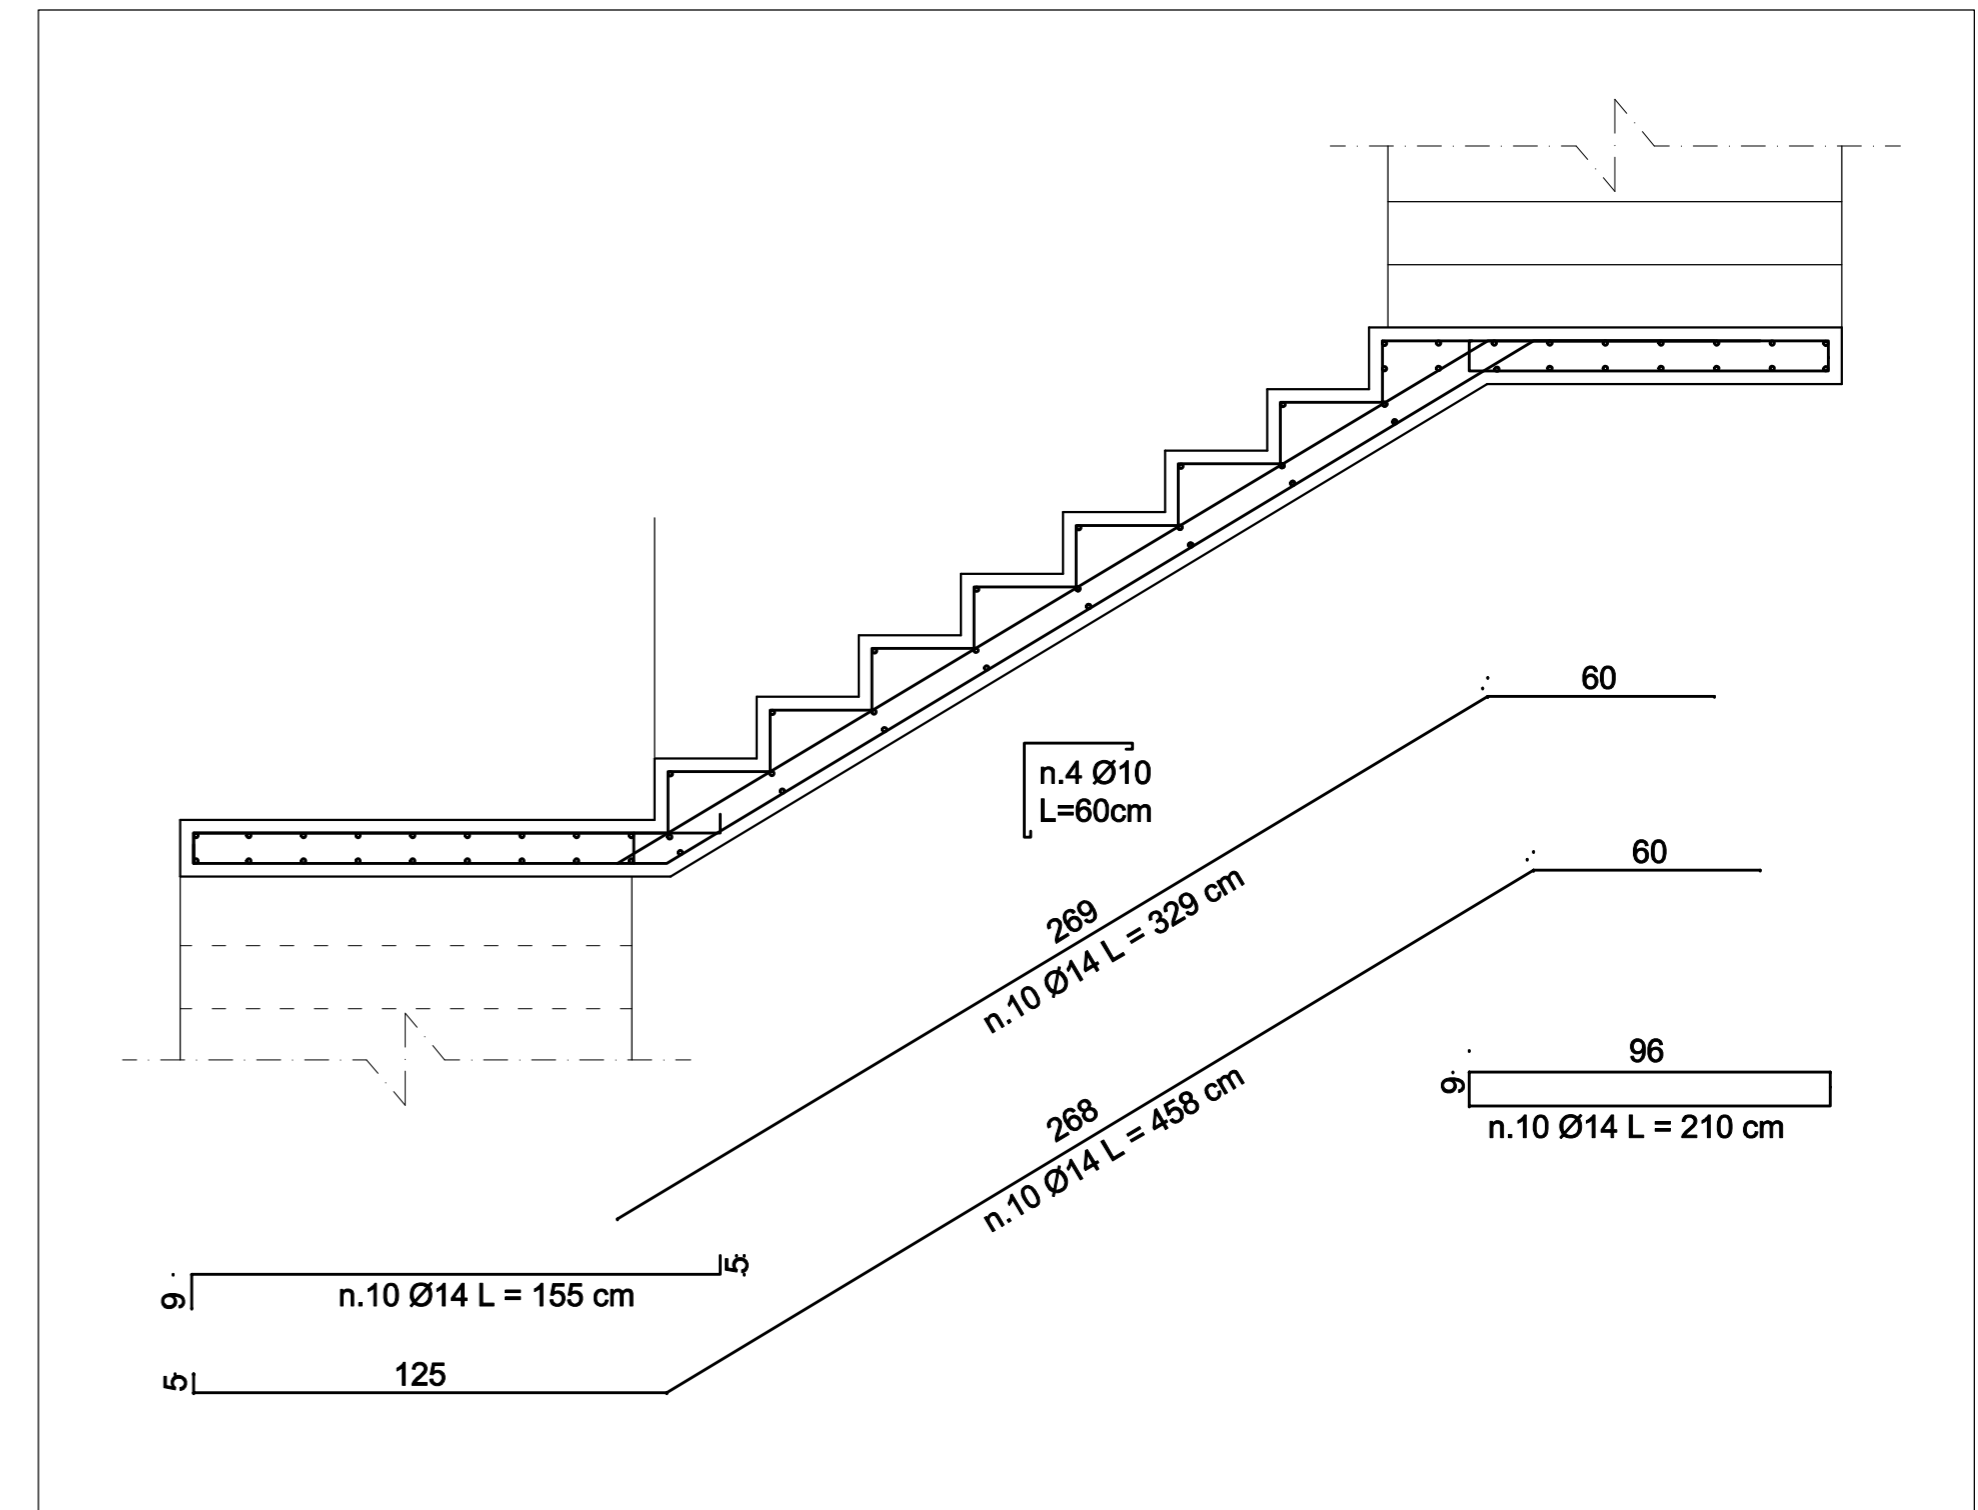 60
n.4 Ø10
L=60cm
60
269
n.10 Ø14 L = 329 cm
96
9
n.10 Ø14 L = 210 cm
268
n.10 Ø14 L = 458 cm
5
9
n.10 Ø14 L = 155 cm
125
5